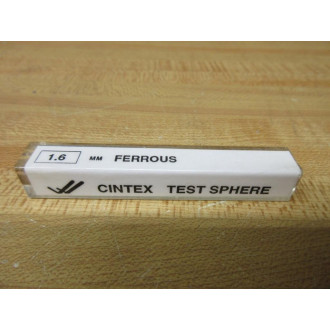 1.6 MM FERROUS
CINTEX TEST SPHERE